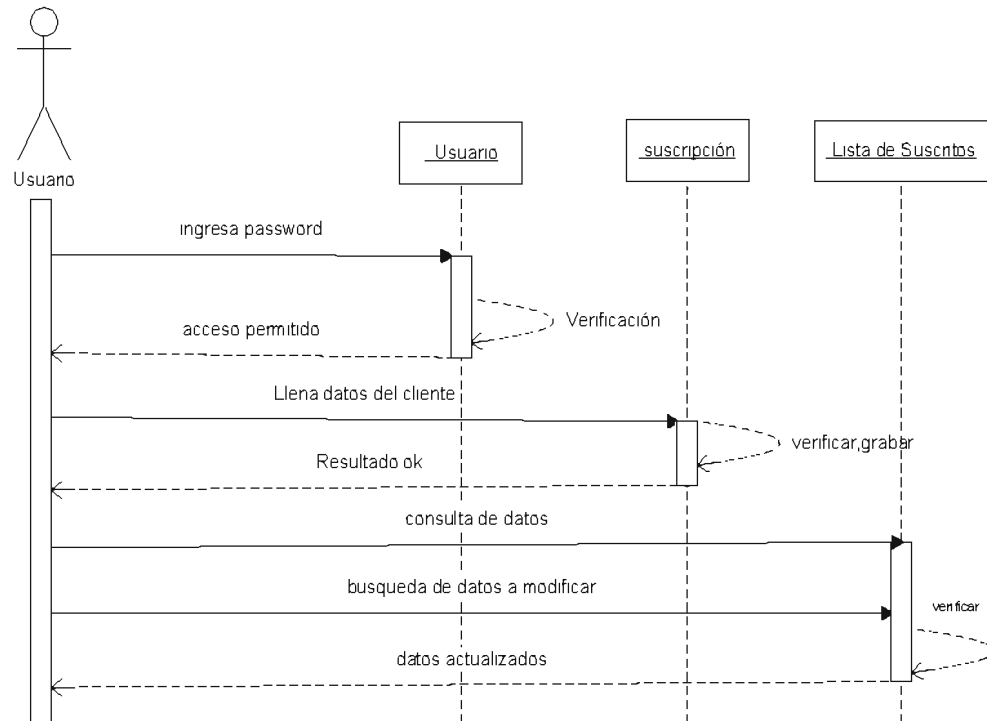 Usuario
Usuario
suscripción
Lista de Suscritos
ingresa password
Verificación
acceso permitido
Llena datos del cliente
verificar,grabar
Resultado ok
consulta de datos
busqueda de datos a modificar
verificar
datos actualizados